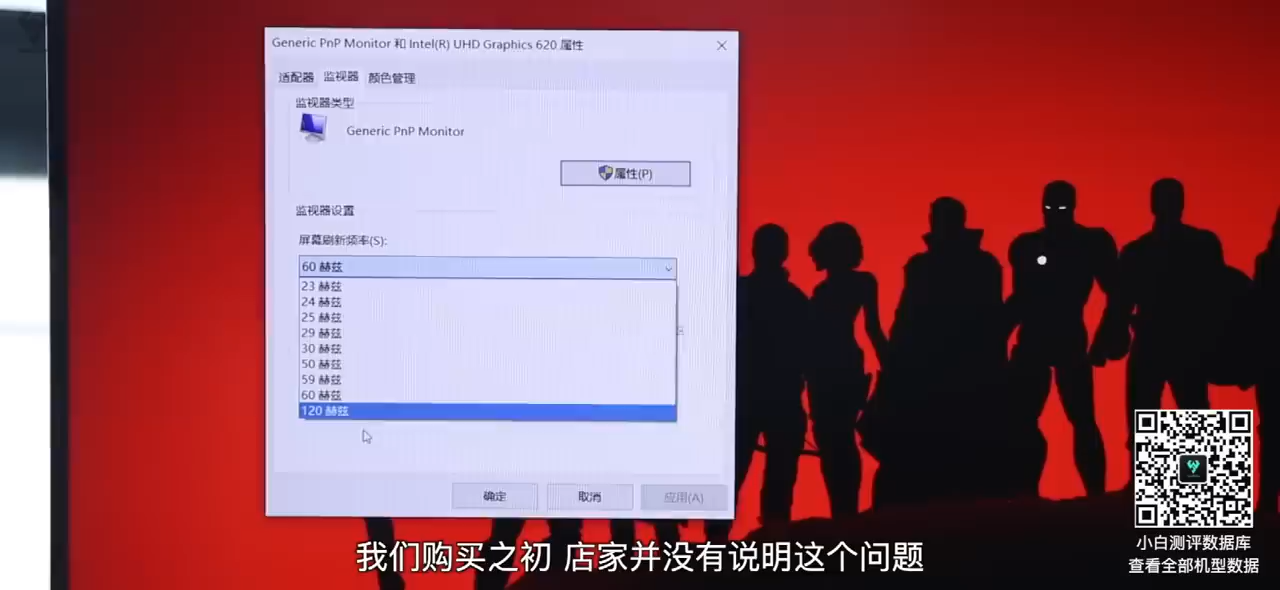 Generic PnP Monitor 和 Intel(R) UHD Graphics 620 属性
适配器 监视器 颜色管理
监视器类型
Generic PnP Monitor
属性(P)
监视器设置
屏幕刷新频率(S):
60 赫兹
23 赫兹
24 赫兹
25 赫兹
29 赫兹
30 赫兹
50 赫兹
59 赫兹
60 赫兹
120 赫兹
确定 取消 应用(A)
我们购买之初 店家并没有说明这个问题
小白测评数据库
查看全部机型数据